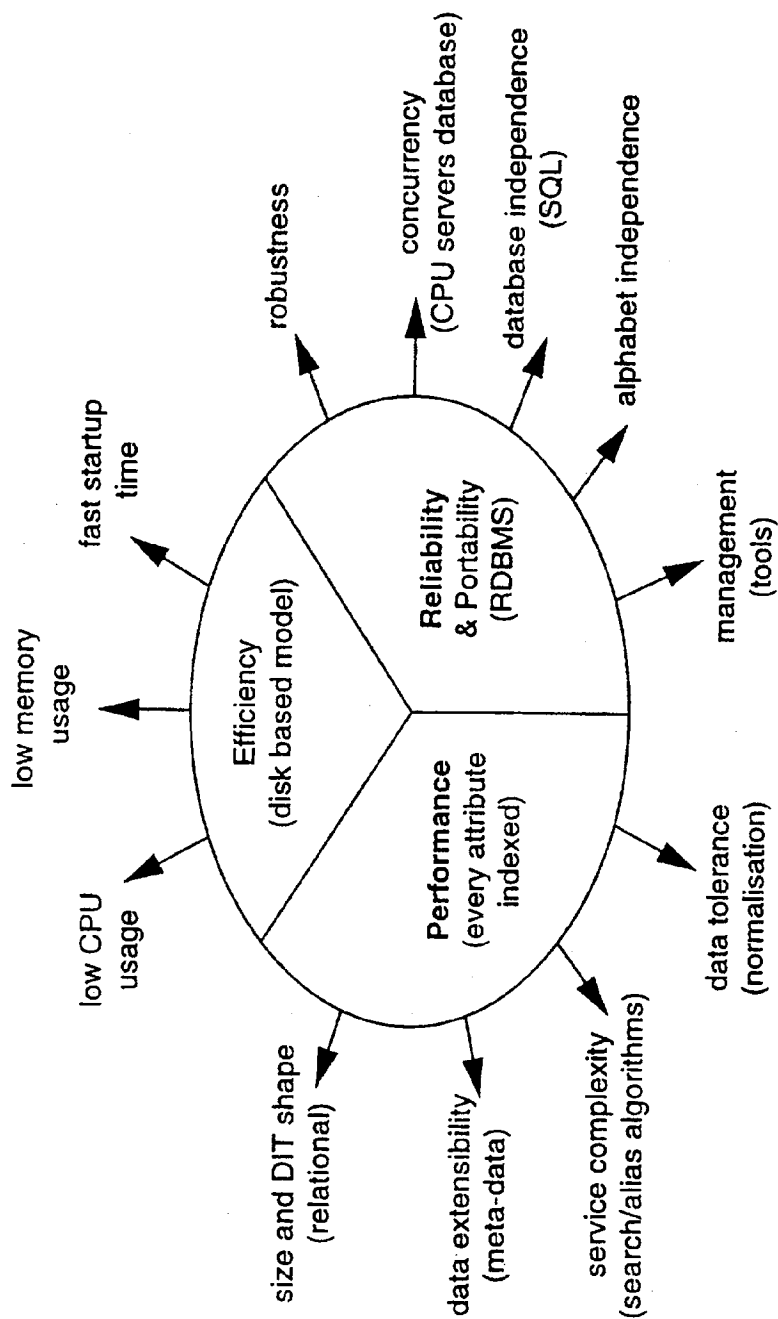 low CPU
usage
low memory
usage
fast startup
time
robustness
concurrency
(CPU servers database)
database independence
(SQL)
alphabet independence
management
(tools)
data tolerance
(normalisation)
service complexity
(search/alias algorithms)
data extensibility
(meta-data)
size and DIT shape
(relational)
Efficiency
(disk based model)
Reliability
& Portability
(RDBMS)
Performance
(every attribute
indexed)